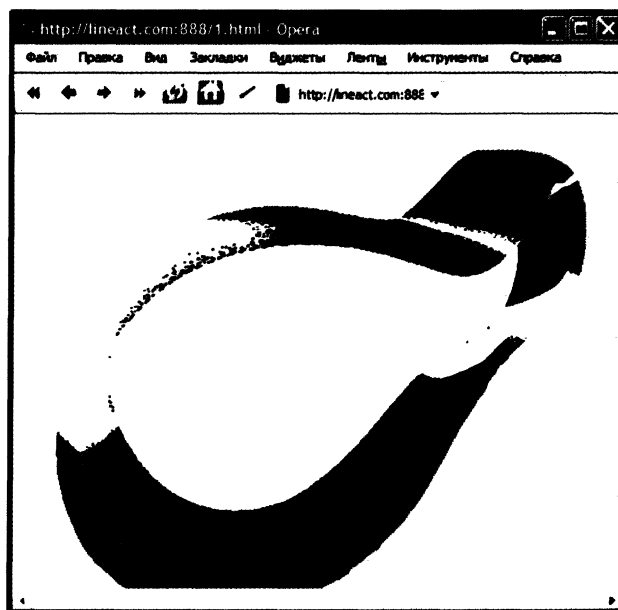 http://lineact.com:888/1.html - Opera
Файл Правка Вид Закладки Виджеты Ленты Инструменты Справка
http://lineact.com:888